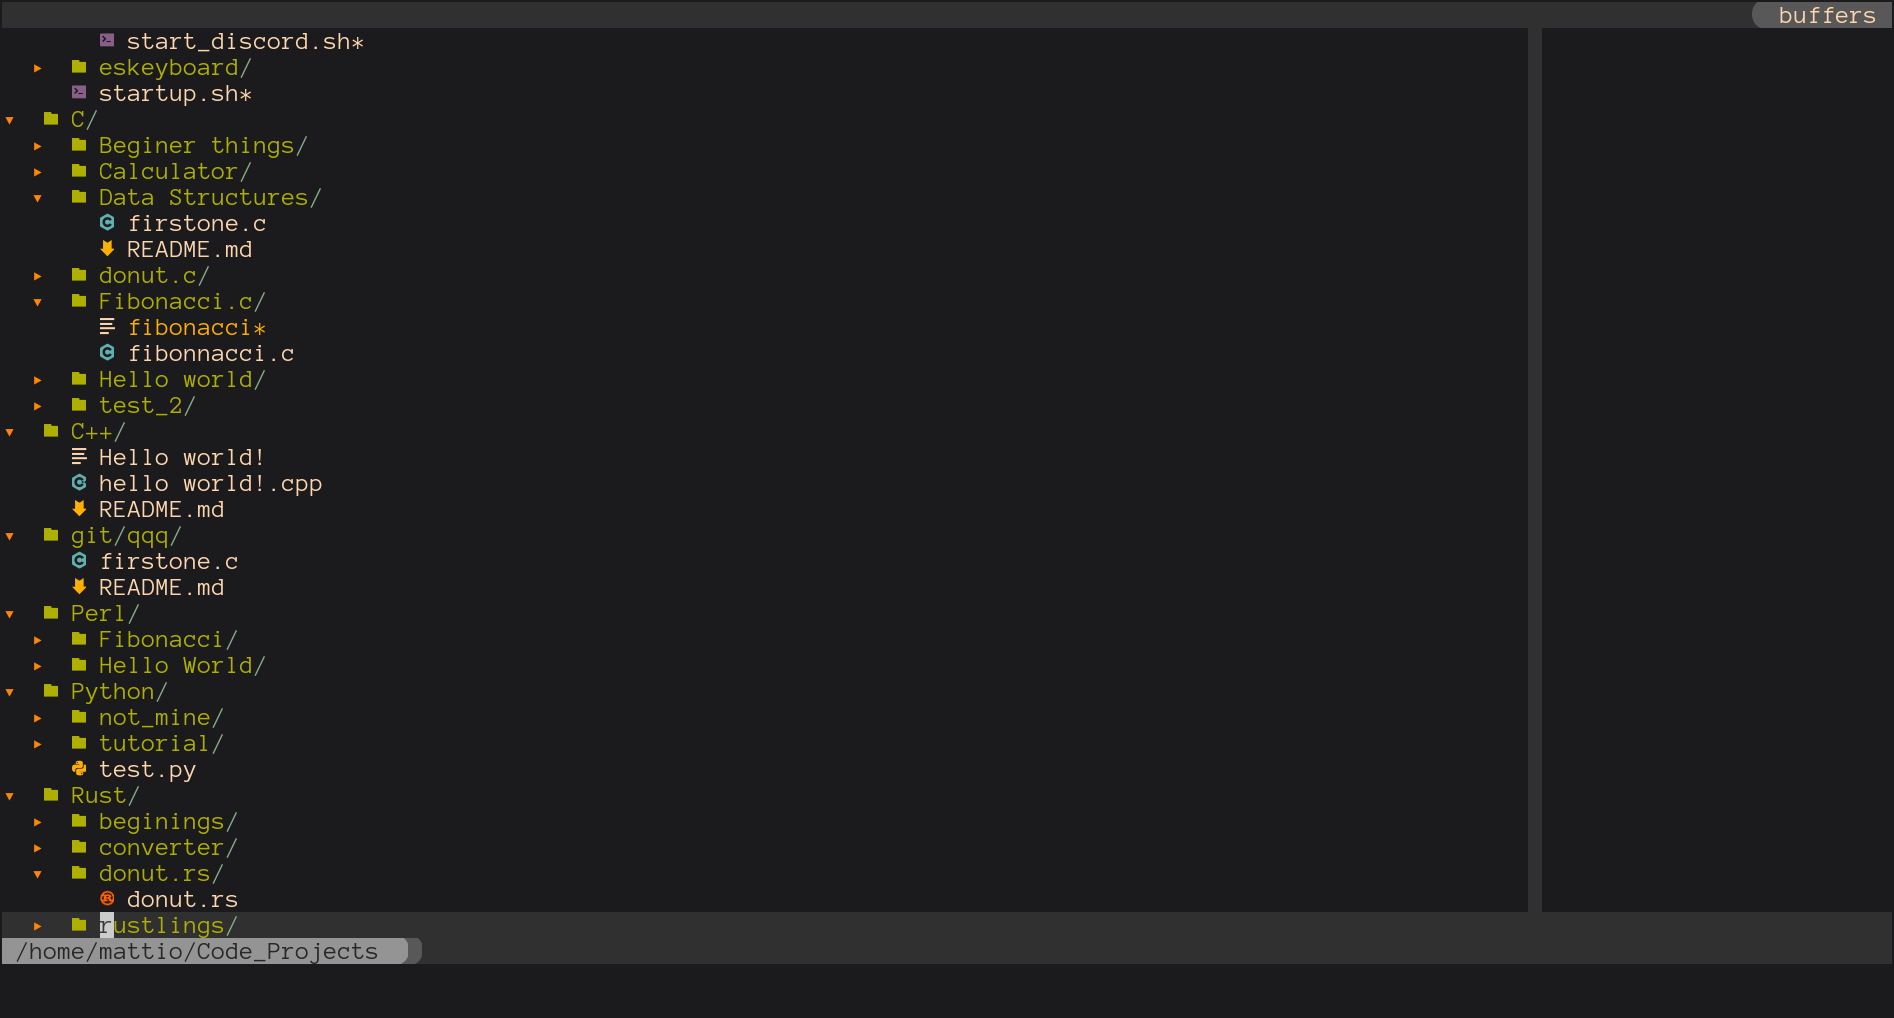 buffers
start_discord.sh*
eskeyboard/
startup.sh*
C/
Beginer things/
Calculator/
Data Structures/
firstone.c
README.md
donut.c/
Fibonacci.c/
fibonacci*
fibonnacci.c
Hello world/
test_2/
C++/
Hello world!
hello world!.cpp
README.md
git/qqq/
firstone.c
README.md
Perl/
Fibonacci/
Hello World/
Python/
not_mine/
tutorial/
test.py
Rust/
beginings/
converter/
donut.rs/
donut.rs
rustlings/
/home/mattio/Code_Projects